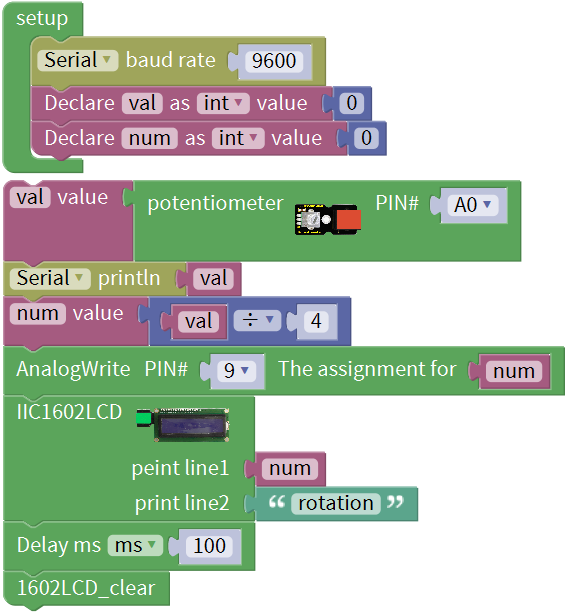 setup
Serial baud rate 9600
Declare val as int value 0
Declare num as int value 0
val value potentiometer PIN# A0
Serial println val
num value val ÷ 4
AnalogWrite PIN# 9 The assignment for num
IIC1602LCD
peint line1 num
print line2 “ rotation ”
Delay ms ms 100
1602LCD_clear